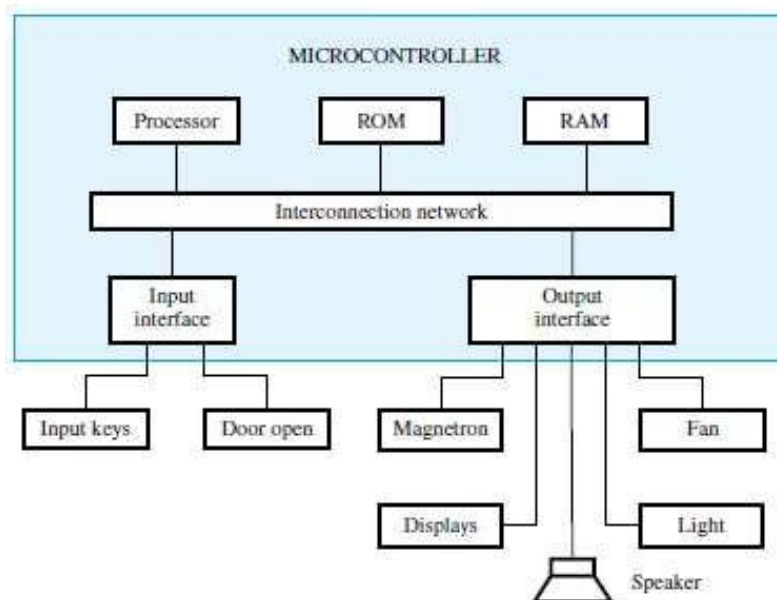 MICROCONTROLLER
Processor
ROM
RAM
Interconnection network
Input
interface
Output
interface
Input keys
Door open
Magnetron
Fan
Displays
Light
Speaker